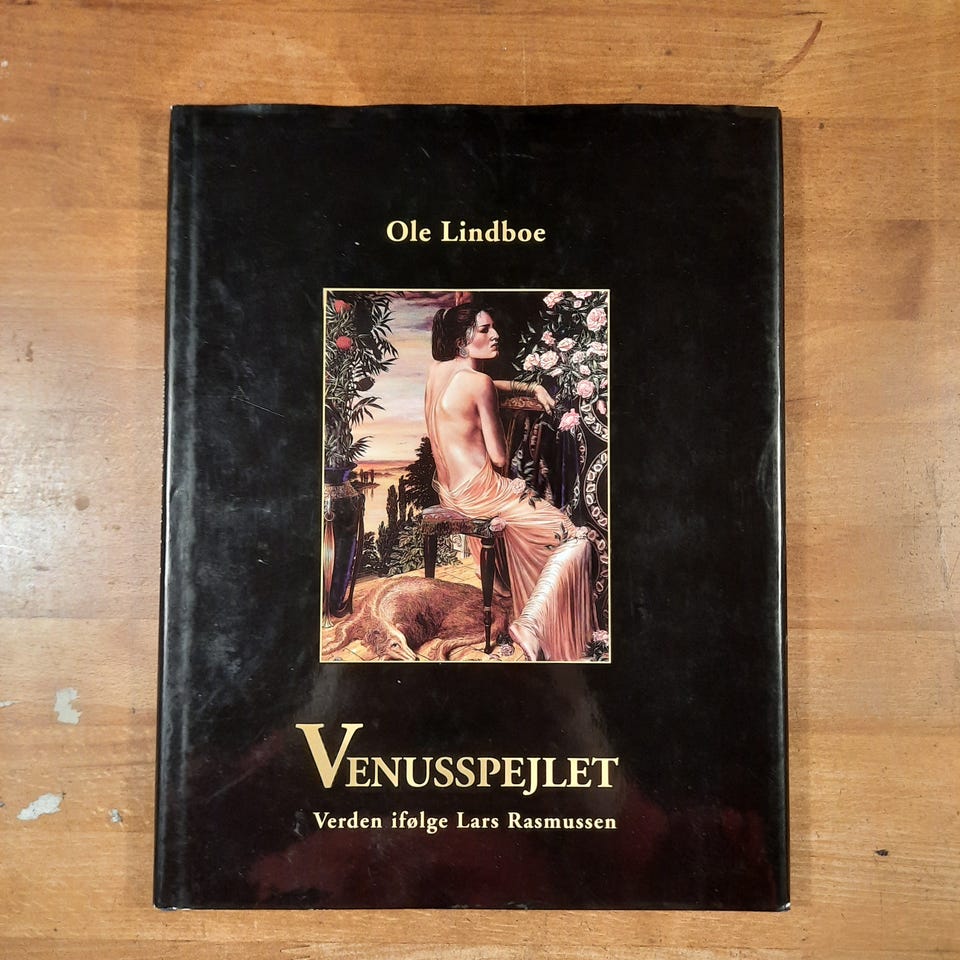 Ole Lindboe
VENUSSPEJLET
Verden ifølge Lars Rasmussen